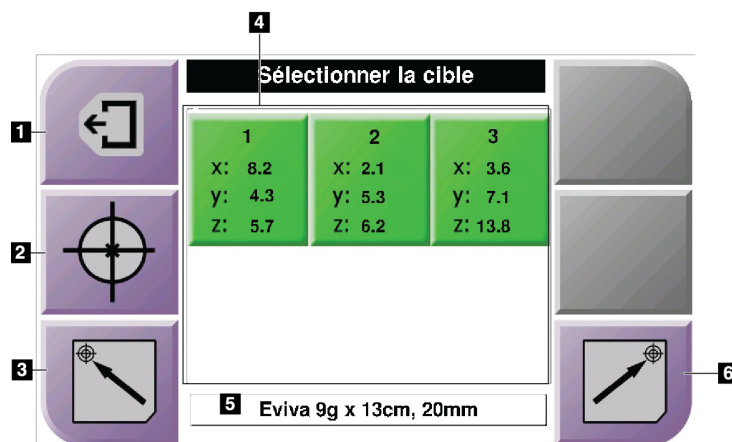 4
Sélectionner la cible
1
1 2 3
x: 8.2 x: 2.1 x: 3.6
y: 4.3 y: 5.3 y: 7.1
z: 5.7 z: 6.2 z: 13.8
2
3
5 Eviva 9g x 13cm, 20mm
6